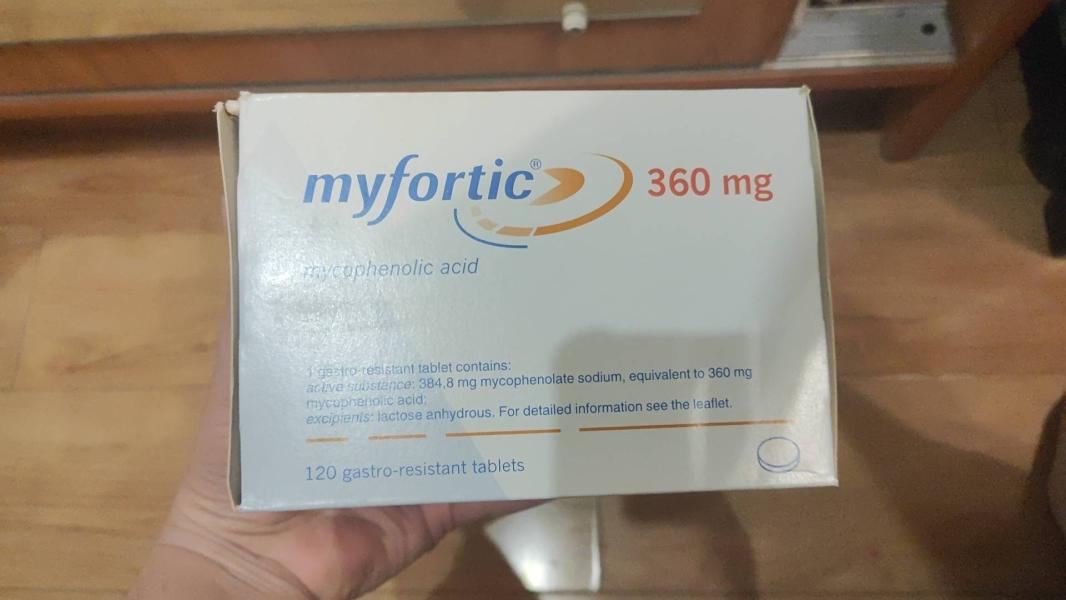 myfortic® 360 mg
mycophenolic acid
1 gastro-resistant tablet contains:
active substance: 384,8 mg mycophenolate sodium, equivalent to 360 mg
mycophenolic acid;
excipients: lactose anhydrous. For detailed information see the leaflet.
120 gastro-resistant tablets